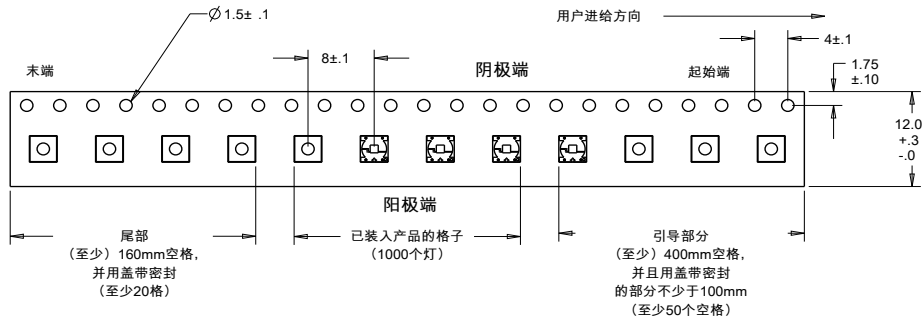 ∅ 1.5± .1
用户进给方向
4±.1
8±.1
1.75
±.10
末端
阴极端
起始端
12.0
+.3
-.0
阳极端
尾部
（至少）160mm空格，
并用盖带密封
（至少20格）
已装入产品的格子
（1000个灯）
引导部分
（至少）400mm空格，
并且用盖带密封
的部分不少于100mm
（至少50个空格）